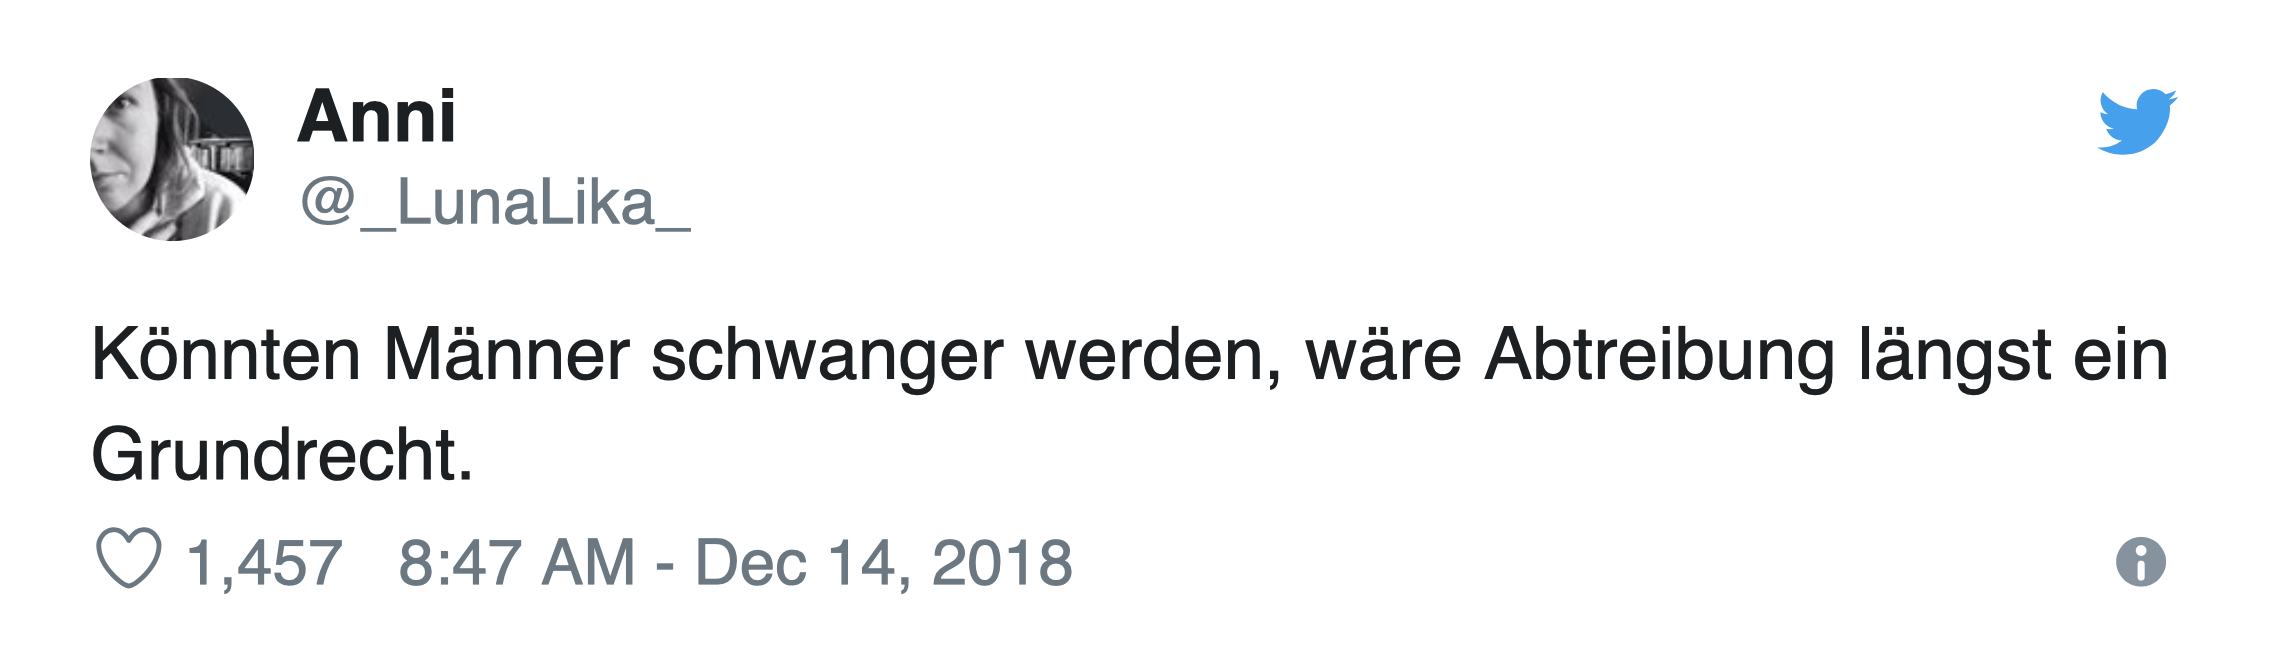 Anni
@_LunaLika_
Könnten Männer schwanger werden, wäre Abtreibung längst ein
Grundrecht.
1,457 8:47 AM - Dec 14, 2018